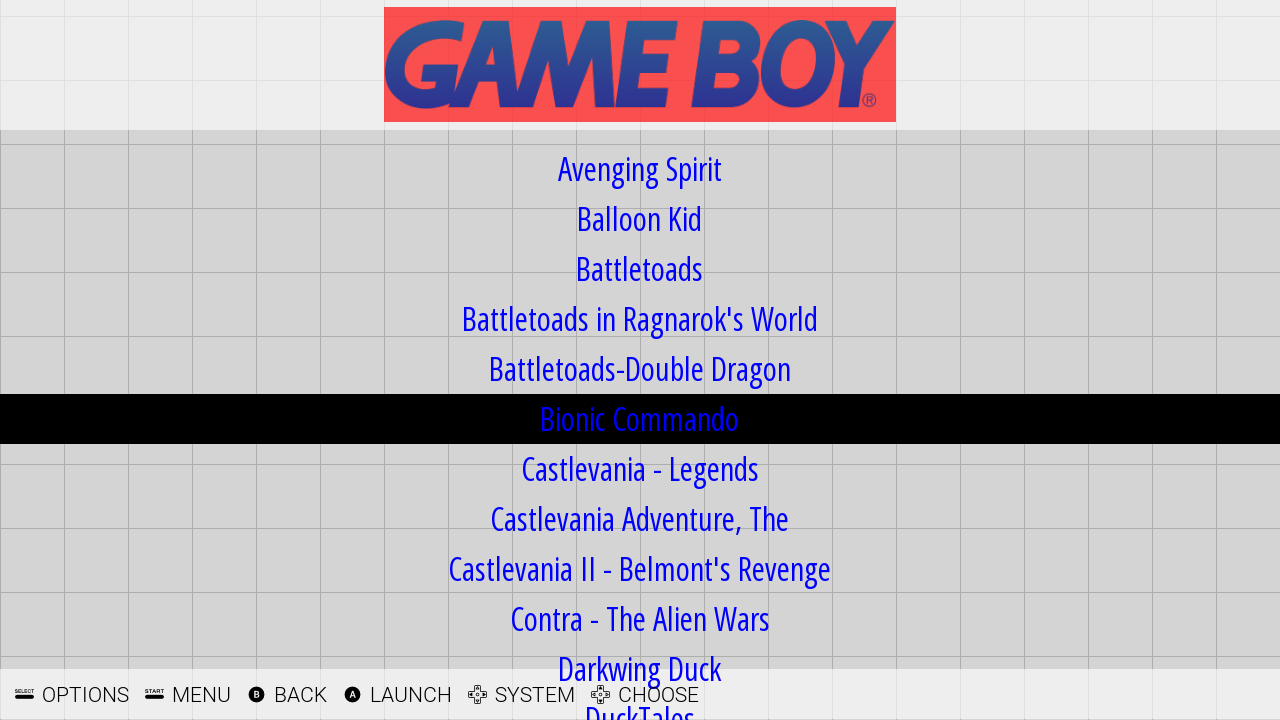 GAME BOY®
Avenging Spirit
Balloon Kid
Battletoads
Battletoads in Ragnarok's World
Battletoads-Double Dragon
Bionic Commando
Castlevania - Legends
Castlevania Adventure, The
Castlevania II - Belmont's Revenge
Contra - The Alien Wars
Darkwing Duck
SELECT OPTIONS START MENU B BACK A LAUNCH SYSTEM CHOOSE
DuckTales